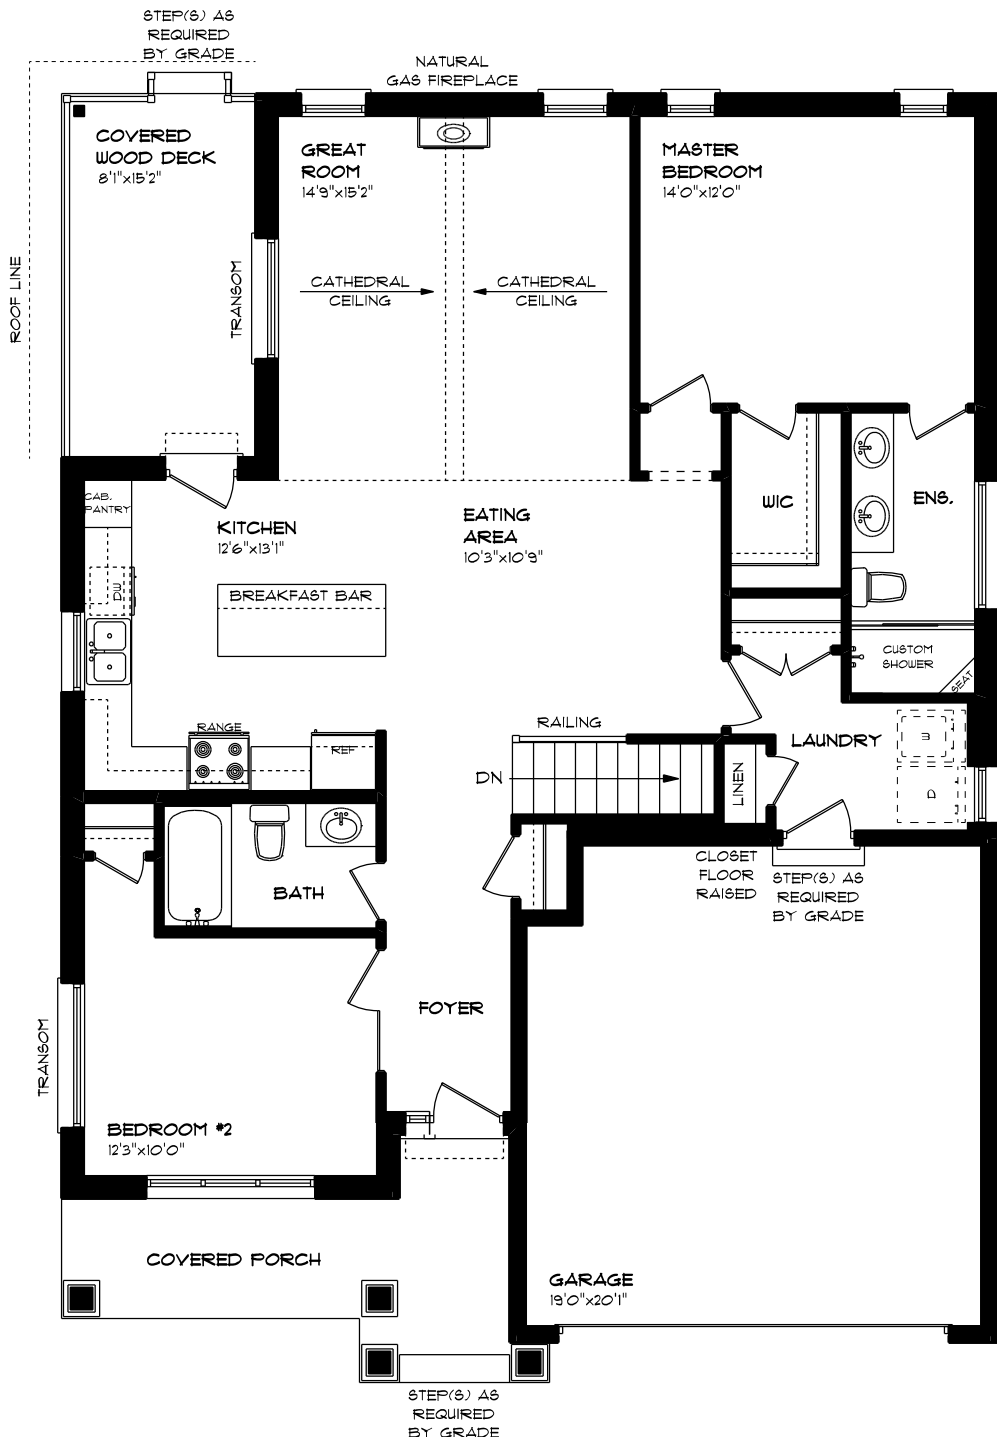 STEP(S) AS
REQUIRED
BY GRADE
NATURAL
GAS FIREPLACE
COVERED
WOOD DECK
8'1"x15'2"
GREAT
ROOM
14'9"x15'2"
MASTER
BEDROOM
14'0"x12'0"
ROOF LINE
TRANSOM
CATHEDRAL
CEILING
CATHEDRAL
CEILING
CAB.
PANTRY
KITCHEN
12'6"x13'1"
EATING
AREA
10'3"x10'9"
WIC
ENS.
DW
BREAKFAST BAR
CUSTOM
SHOWER
SEAT
RANGE
REF
RAILING
DN
LINEN
LAUNDRY
W
D
BATH
CLOSET
FLOOR
RAISED
STEP(S) AS
REQUIRED
BY GRADE
FOYER
TRANSOM
BEDROOM #2
12'3"x10'0"
COVERED PORCH
GARAGE
19'0"x20'1"
STEP(S) AS
REQUIRED
BY GRADE